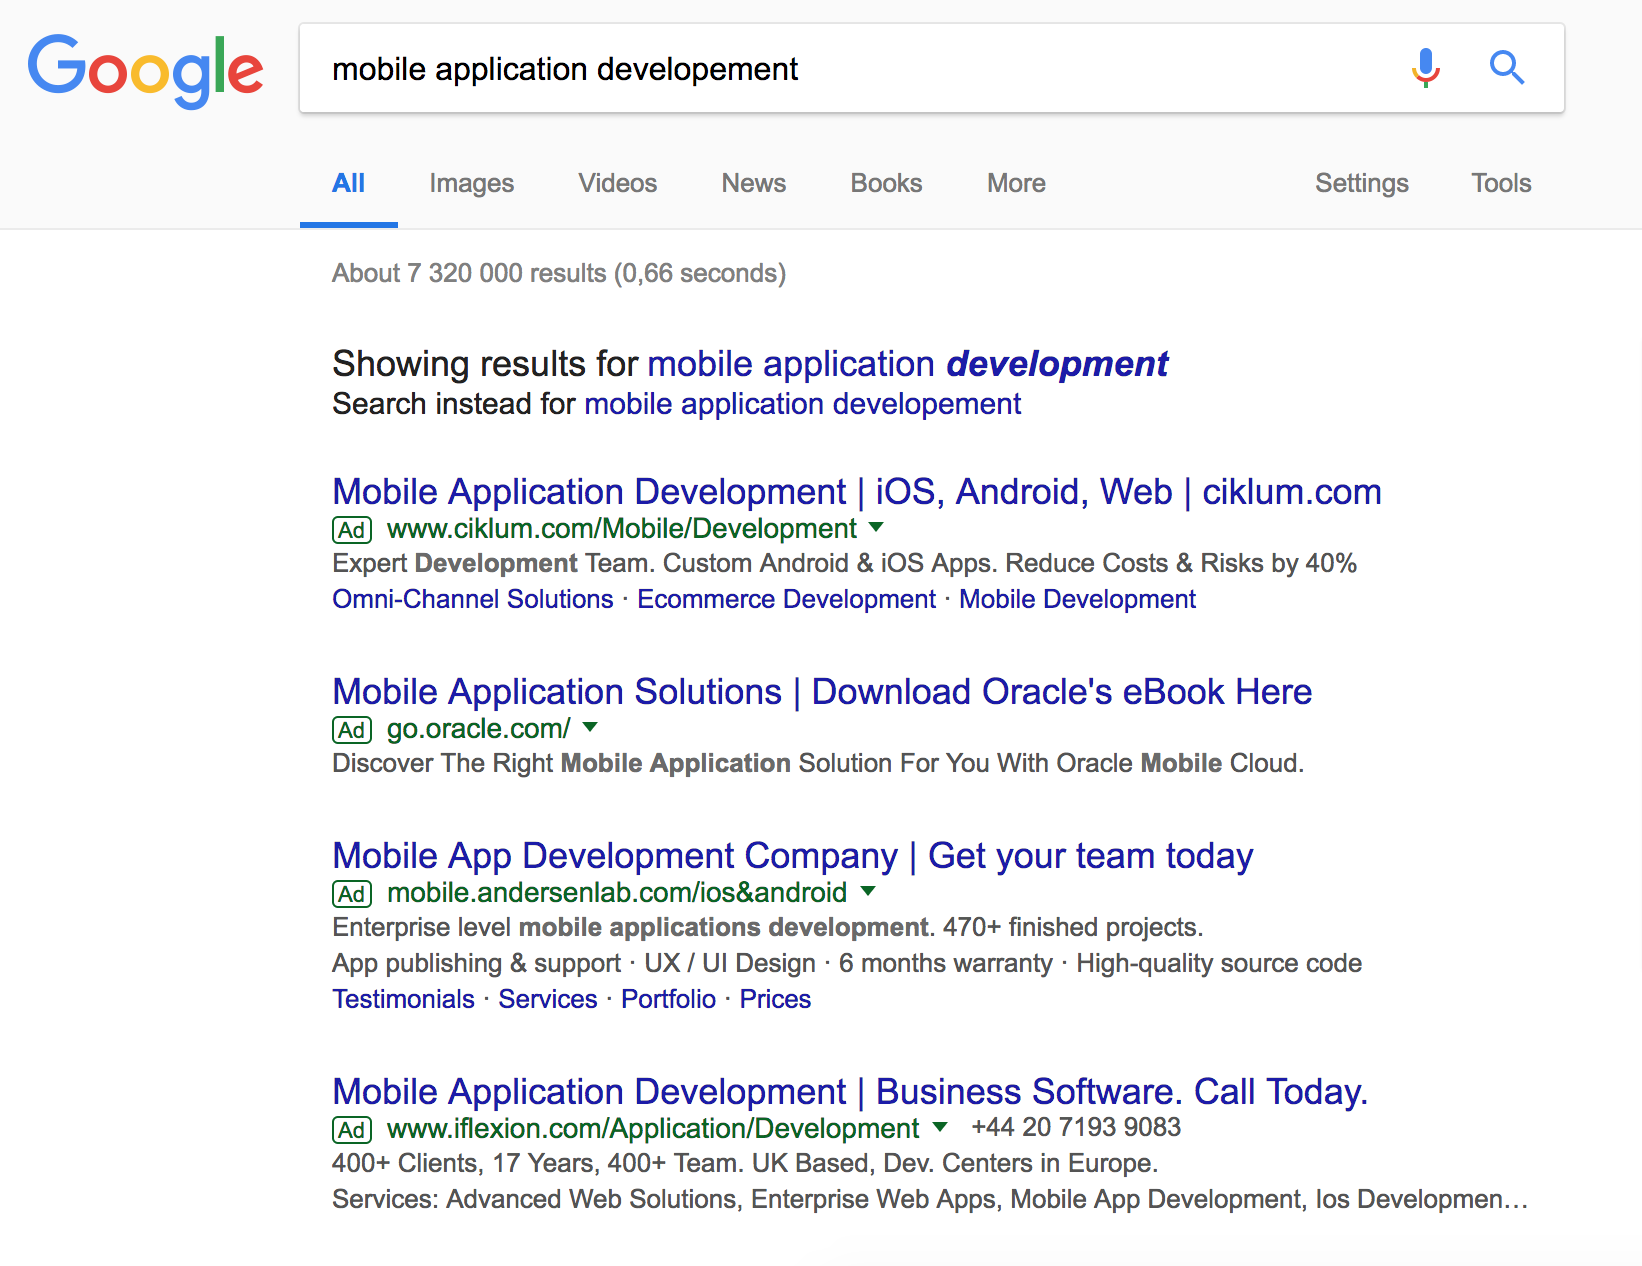 Google
mobile application developement
All Images Videos News Books More Settings Tools
About 7 320 000 results (0,66 seconds)
Showing results for mobile application development
Search instead for mobile application developement
Mobile Application Development | iOS, Android, Web | ciklum.com
Ad www.ciklum.com/Mobile/Development
Expert Development Team. Custom Android & iOS Apps. Reduce Costs & Risks by 40%
Omni-Channel Solutions · Ecommerce Development · Mobile Development
Mobile Application Solutions | Download Oracle's eBook Here
Ad go.oracle.com/
Discover The Right Mobile Application Solution For You With Oracle Mobile Cloud.
Mobile App Development Company | Get your team today
Ad mobile.andersenlab.com/ios&android
Enterprise level mobile applications development. 470+ finished projects.
App publishing & support · UX / UI Design · 6 months warranty · High-quality source code
Testimonials · Services · Portfolio · Prices
Mobile Application Development | Business Software. Call Today.
Ad www.iflexion.com/Application/Development +44 20 7193 9083
400+ Clients, 17 Years, 400+ Team. UK Based, Dev. Centers in Europe.
Services: Advanced Web Solutions, Enterprise Web Apps, Mobile App Development, Ios Developmen…